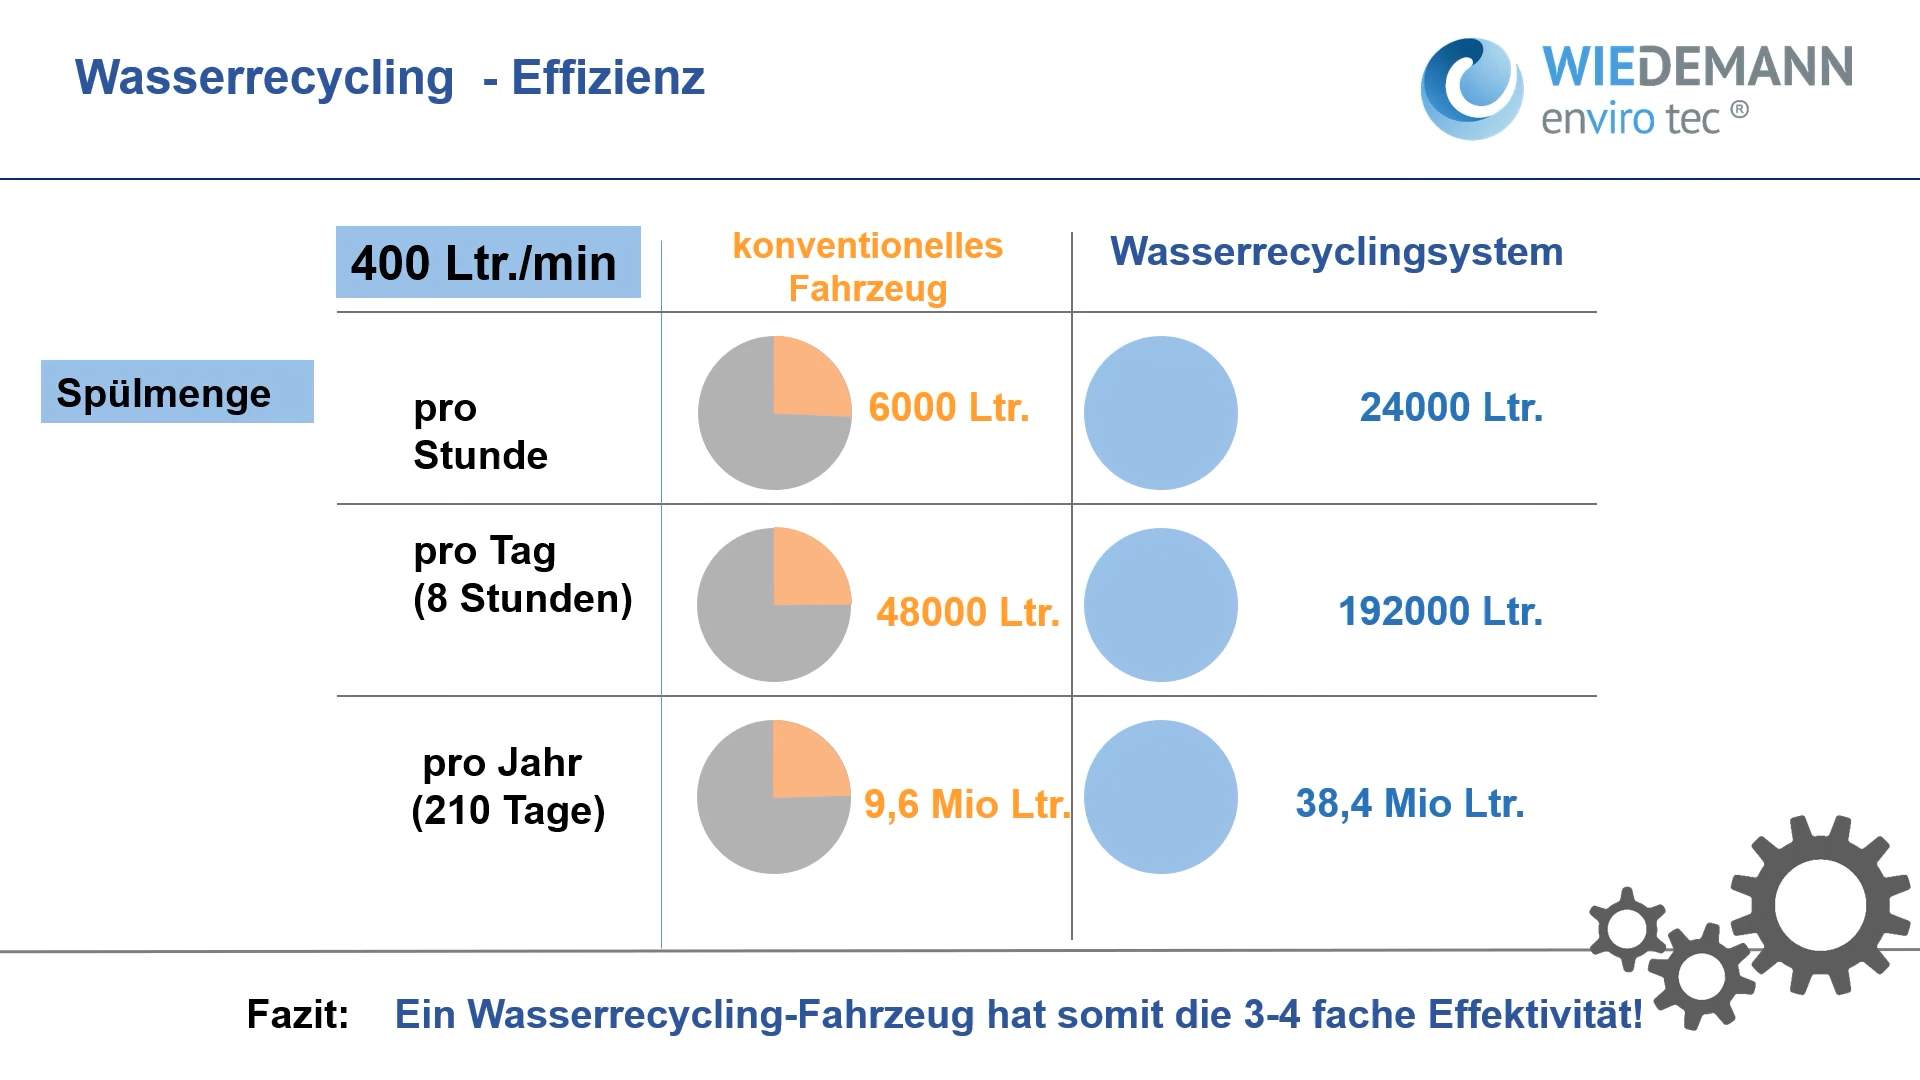 Wasserrecycling - Effizienz
WIEDEMANN
enviro tec ®
400 Ltr./min
konventionelles
Fahrzeug
Wasserrecyclingsystem
Spülmenge
pro
Stunde
6000 Ltr.
24000 Ltr.
pro Tag
(8 Stunden)
48000 Ltr.
192000 Ltr.
pro Jahr
(210 Tage)
9,6 Mio Ltr.
38,4 Mio Ltr.
Fazit: Ein Wasserrecycling-Fahrzeug hat somit die 3-4 fache Effektivität!